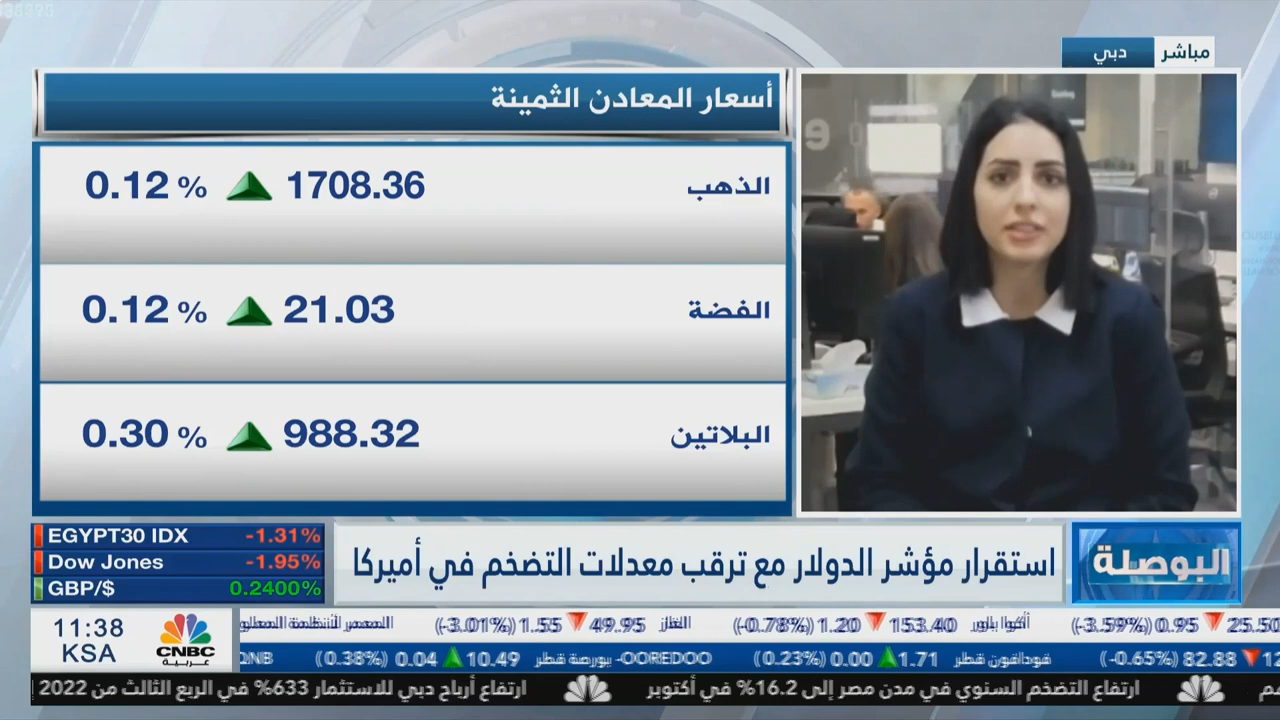 مباشر
دبي
أسعار المعادن الثمينة
الذهب 1708.36 0.12 %
الفضة 21.03 0.12 %
البلاتين 988.32 0.30 %
البوصلة
استقرار مؤشر الدولار مع ترقب معدلات التضخم في أميركا
EGYPT30 IDX -1.31%
Dow Jones -1.95%
GBP/$ 0.2400%
11:38
KSA
CNBC
عربية
25.50 0.95 (-3.59%) أكوا باور 153.40 1.20 (-0.78%) الغاز 49.95 1.55 (-3.01%)
82.88 (-0.65%) فودافون قطر 1.71 0.00 (0.23%) OOREDOO-بورصة قطر 10.49 0.04 (0.38%) QNB
ارتفاع التضخم السنوي في مدن مصر إلى 16.2% في أكتوبر
ارتفاع أرباح دبي للاستثمار 633% في الربع الثالث من 2022